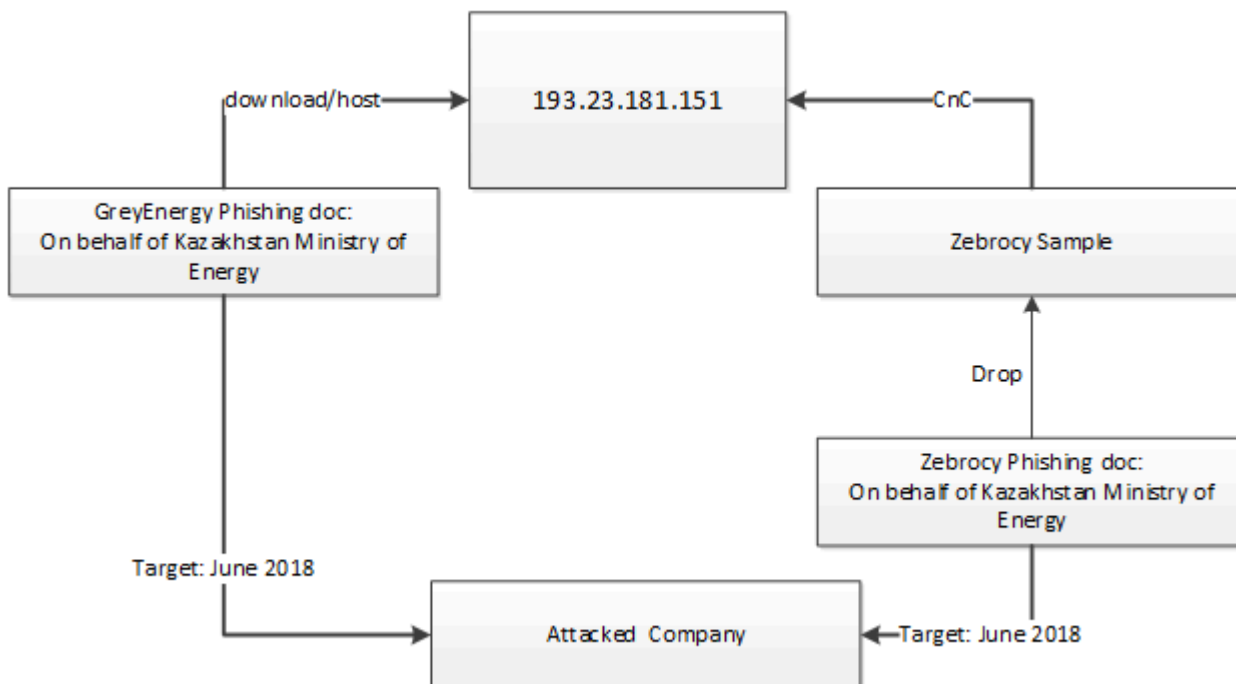 193.23.181.151
download/host
CnC
GreyEnergy Phishing doc:
On behalf of Kazakhstan Ministry of
Energy
Zebrocy Sample
Drop
Zebrocy Phishing doc:
On behalf of Kazakhstan Ministry of
Energy
Target: June 2018
Attacked Company
Target: June 2018